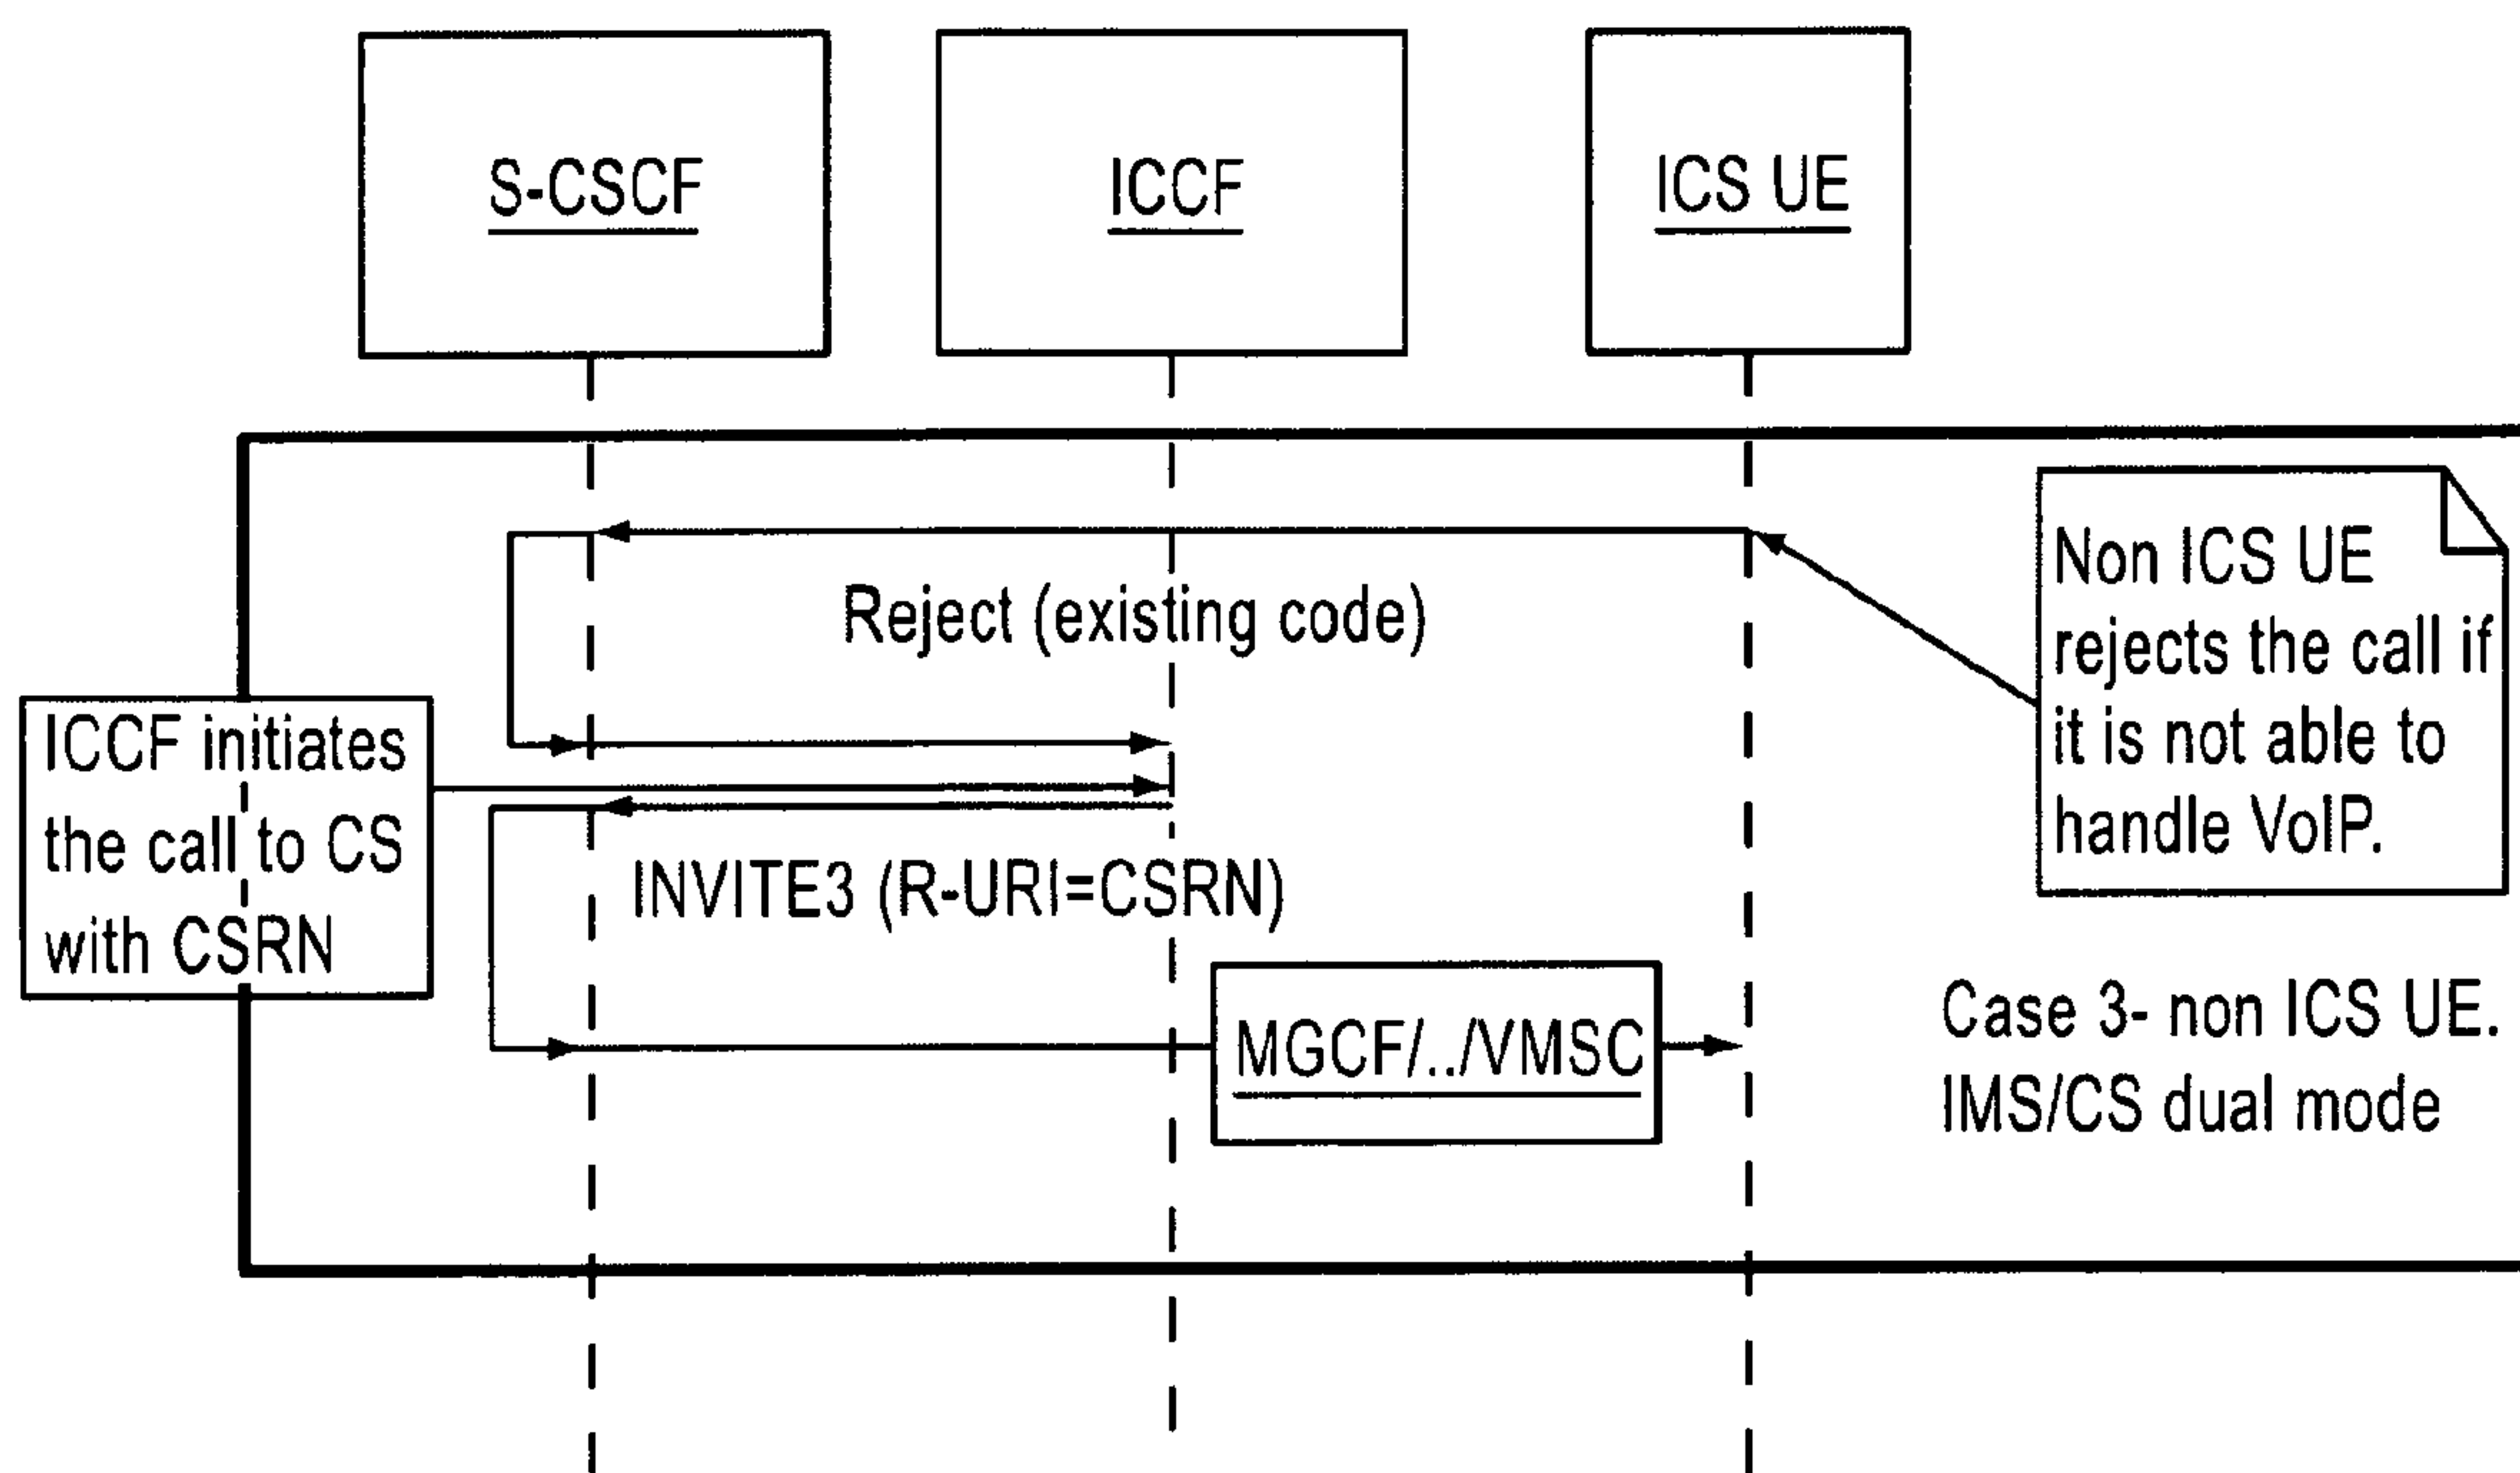 S-CSCF
ICCF
ICS UE
Non ICS UE
rejects the call if
it is not able to
handle VoIP.
Reject (existing code)
ICCF initiates
the call to CS
with CSRN
INVITE3 (R-URI=CSRN)
MGCF/../VMSC
Case 3- non ICS UE.
IMS/CS dual mode